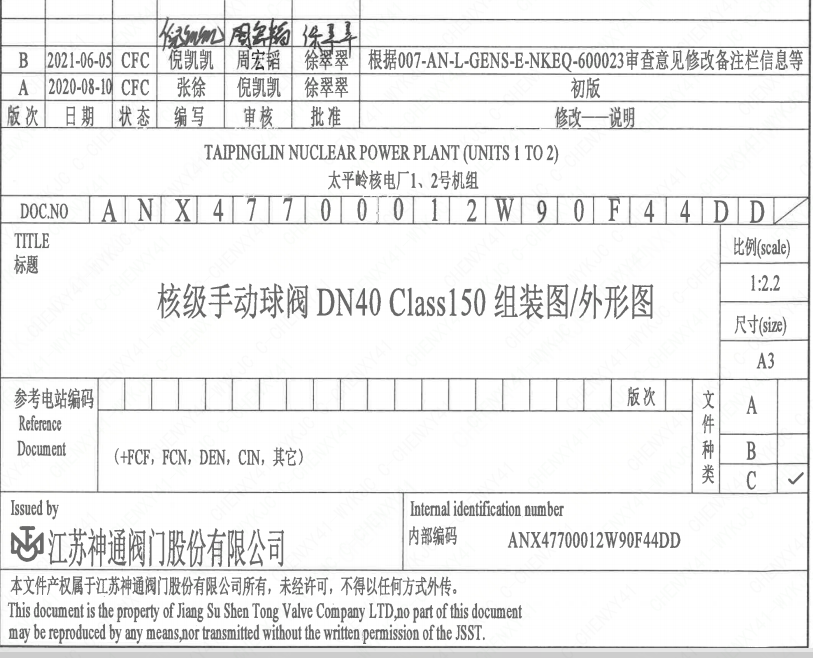 倪凯凯 周宏韬 徐翠翠
B 2021-06-05 CFC 倪凯凯 周宏韬 徐翠翠 根据007-AN-L-GENS-E-NKEQ-600023审查意见修改备注栏信息等
A 2020-08-10 CFC 张徐 倪凯凯 徐翠翠 初版
版次 日期 状态 编写 审核 批准 修改——说明
TAIPINGLIN NUCLEAR POWER PLANT (UNITS 1 TO 2)
太平岭核电厂1、2号机组
DOC.NO A N X 4 7 7 0 0 0 1 2 W 9 0 F 4 4 D D
TITLE
标题
核级手动球阀 DN40 Class150 组装图/外形图
比例(scale)
1:2.2
尺寸(size)
A3
参考电站编码
Reference
Document
版次
(+FCF, FCN, DEN, CIN, 其它)
文件种类
A
B
C ✓
Issued by
江苏神通阀门股份有限公司
Internal identification number
内部编码 ANX47700012W90F44DD
本文件产权属于江苏神通阀门股份有限公司所有，未经许可，不得以任何方式外传。
This document is the property of Jiang Su Shen Tong Valve Company LTD,no part of this document
may be reproduced by any means,nor transmitted without the written permission of the JSST.